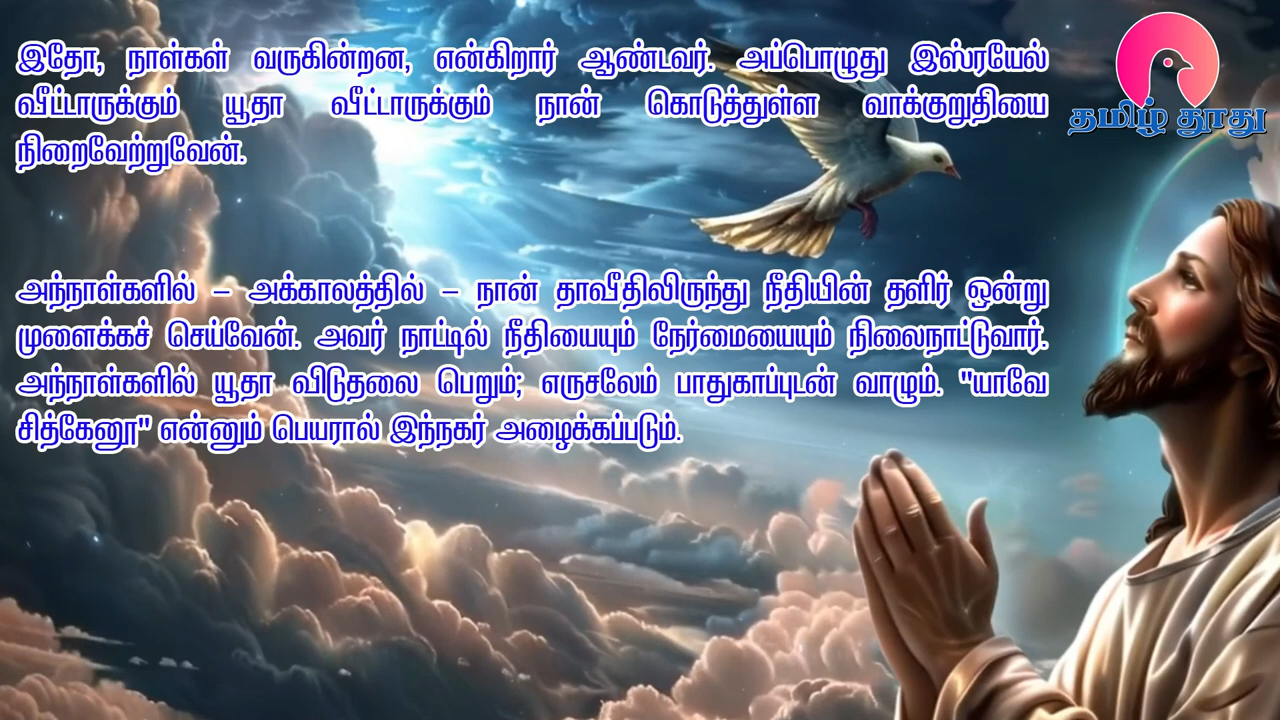 இதோ, நாள்கள் வருகின்றன, என்கிறார் ஆண்டவர். அப்பொழுது இஸ்ரயேல்
வீட்டாருக்கும் யூதா வீட்டாருக்கும் நான் கொடுத்துள்ள வாக்குறுதியை
நிறைவேற்றுவேன்.
தமிழ் தூது
அந்நாள்களில் – அக்காலத்தில் – நான் தாவீதிலிருந்து நீதியின் தளிர் ஒன்று
முளைக்கச் செய்வேன். அவர் நாட்டில் நீதியையும் நேர்மையையும் நிலைநாட்டுவார்.
அந்நாள்களில் யூதா விடுதலை பெறும்; எருசலேம் பாதுகாப்புடன் வாழும். "யாவே
சித்கேனூ" என்னும் பெயரால் இந்நகர் அழைக்கப்படும்.